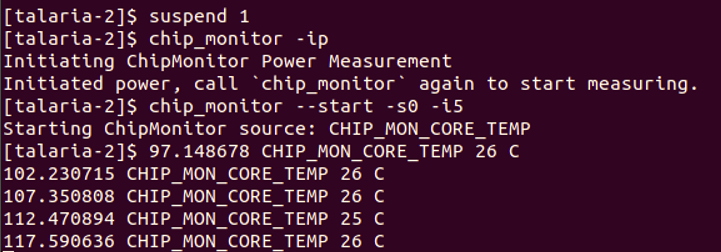 [talaria-2]$ suspend 1
[talaria-2]$ chip_monitor -ip
Initiating ChipMonitor Power Measurement
Initiated power, call `chip_monitor` again to start measuring.
[talaria-2]$ chip_monitor --start -s0 -i5
Starting ChipMonitor source: CHIP_MON_CORE_TEMP
[talaria-2]$ 97.148678 CHIP_MON_CORE_TEMP 26 C
102.230715 CHIP_MON_CORE_TEMP 26 C
107.350808 CHIP_MON_CORE_TEMP 26 C
112.470894 CHIP_MON_CORE_TEMP 25 C
117.590636 CHIP_MON_CORE_TEMP 26 C